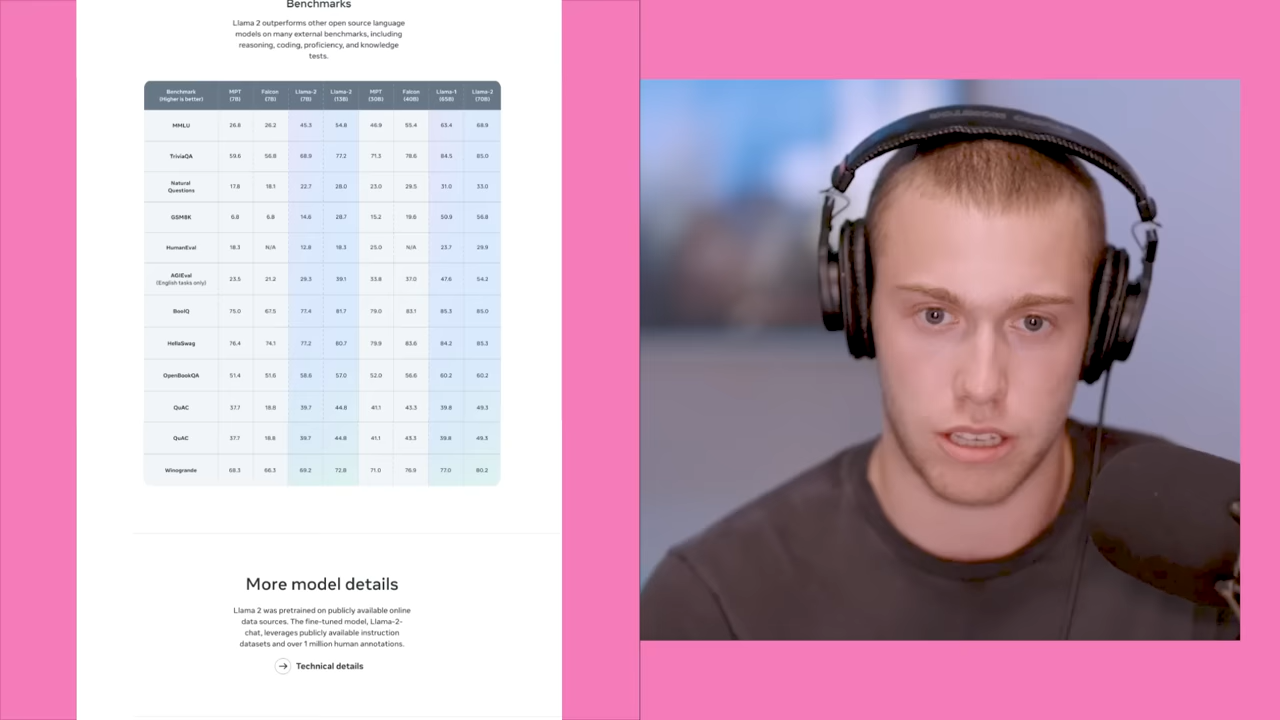 Benchmarks
Llama 2 outperforms other open source language
models on many external benchmarks, including
reasoning, coding, proficiency, and knowledge
tests.
Benchmark (Higher is better) MPT (7B) Falcon (7B) Llama-2 (7B) Llama-2 (13B) MPT (30B) Falcon (40B) Llama-1 (65B) Llama-2 (70B)
MMLU 26.8 26.2 45.3 54.8 46.9 55.4 63.4 68.9
TriviaQA 59.6 56.8 68.9 77.2 71.3 78.6 84.5 85.0
Natural Questions 17.8 18.1 22.7 28.0 23.0 29.5 31.0 33.0
GSM8K 6.8 6.8 14.6 28.7 15.2 19.6 50.9 56.8
HumanEval 18.3 N/A 12.8 18.3 25.0 N/A 23.7 29.9
AGIEval (English tasks only) 23.5 21.2 29.3 39.1 33.8 37.0 47.6 54.2
BoolQ 75.0 67.5 77.4 81.7 79.0 83.1 85.3 85.0
HellaSwag 76.4 74.1 77.2 80.7 79.9 83.6 84.2 85.3
OpenBookQA 51.4 51.6 58.6 57.0 52.0 56.6 60.2 60.2
QuAC 37.7 18.8 39.7 44.8 41.1 43.3 39.8 49.3
QuAC 37.7 18.8 39.7 44.8 41.1 43.3 39.8 49.3
Winogrande 68.3 66.3 69.2 72.8 71.0 76.9 77.0 80.2
More model details
Llama 2 was pretrained on publicly available online
data sources. The fine-tuned model, Llama-2-
chat, leverages publicly available instruction
datasets and over 1 million human annotations.
Technical details